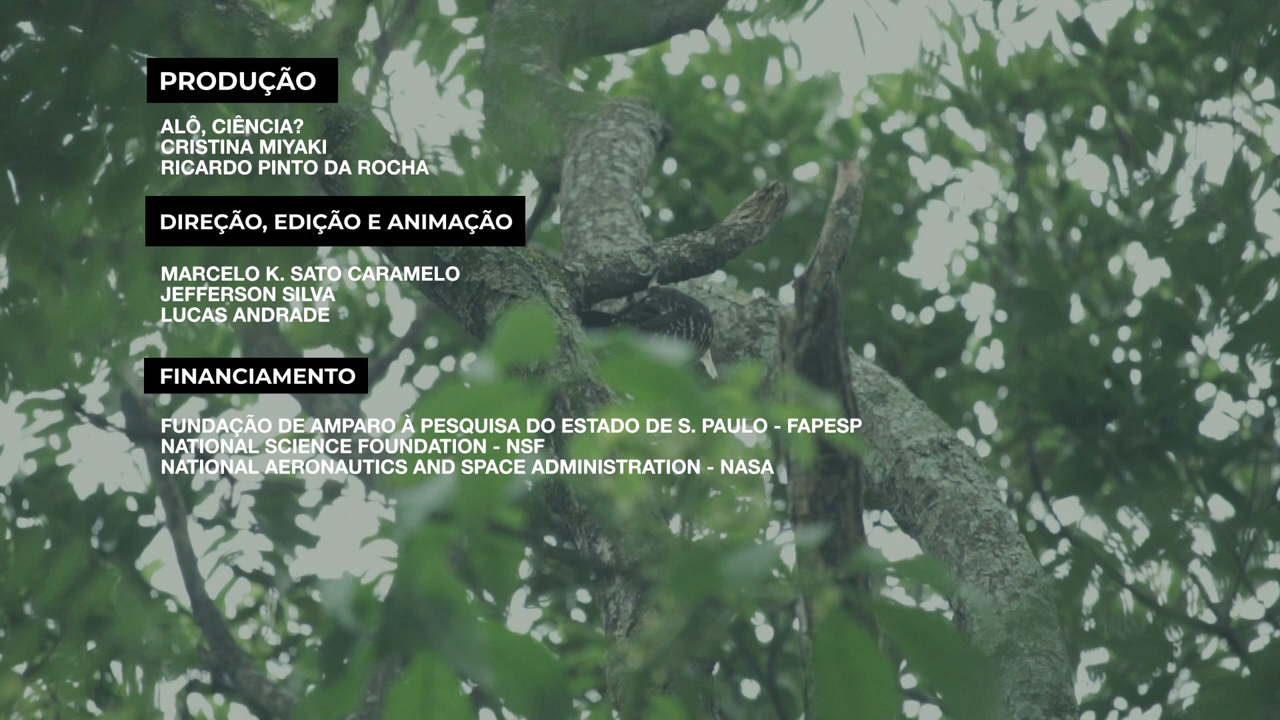 PRODUÇÃO
ALÔ, CIÊNCIA?
CRISTINA MIYAKI
RICARDO PINTO DA ROCHA
DIREÇÃO, EDIÇÃO E ANIMAÇÃO
MARCELO K. SATO CARAMELO
JEFFERSON SILVA
LUCAS ANDRADE
FINANCIAMENTO
FUNDAÇÃO DE AMPARO À PESQUISA DO ESTADO DE S. PAULO - FAPESP
NATIONAL SCIENCE FOUNDATION - NSF
NATIONAL AERONAUTICS AND SPACE ADMINISTRATION - NASA